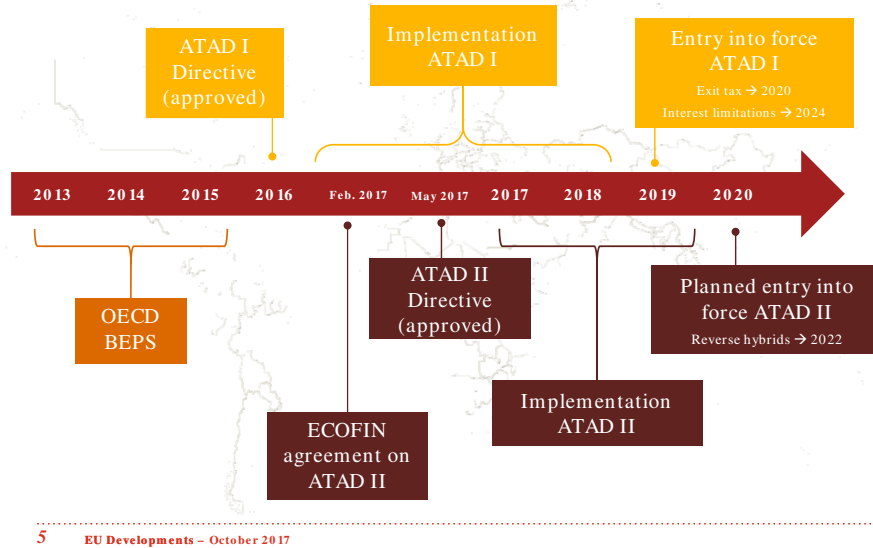 ATAD I
Directive
(approved)
Implementation
ATAD I
Entry into force
ATAD I
Exit tax → 2020
Interest limitations → 2024
2013 2014 2015 2016 Feb. 2017 May 2017 2017 2018 2019 2020
OECD
BEPS
ECOFIN
agreement on
ATAD II
ATAD II
Directive
(approved)
Implementation
ATAD II
Planned entry into
force ATAD II
Reverse hybrids → 2022
5 EU Developments – October 2017